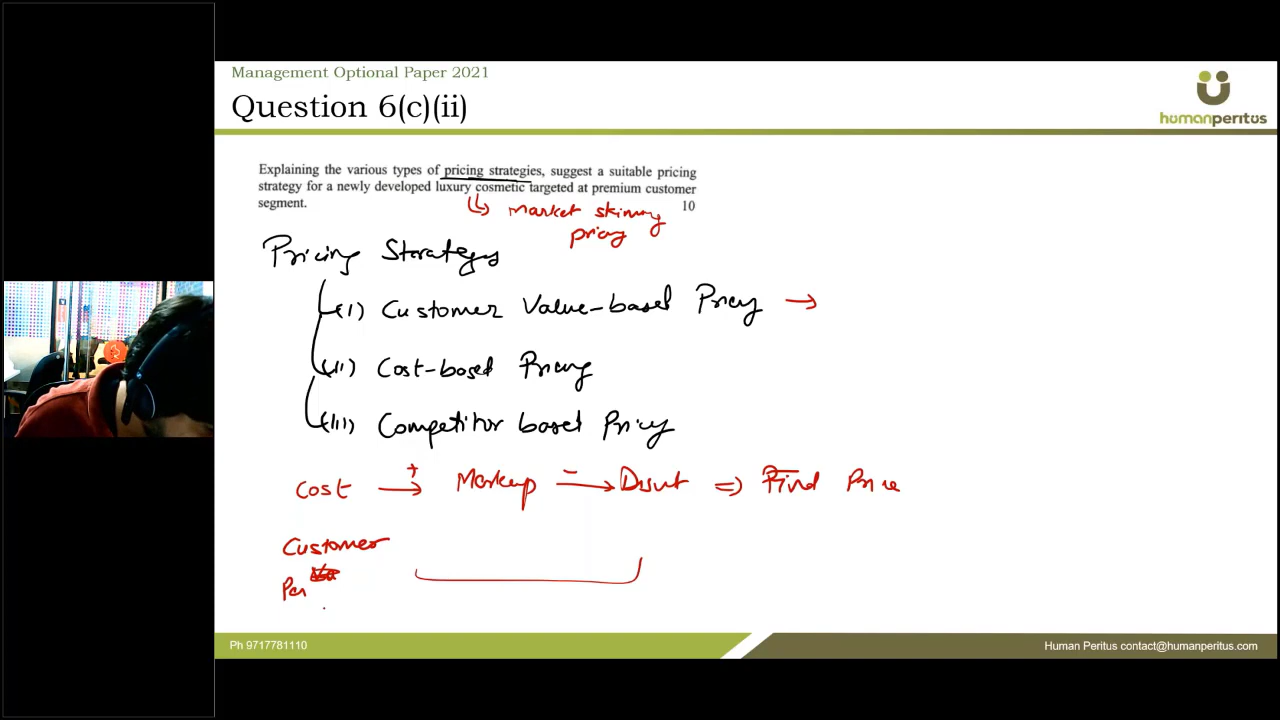 Management Optional Paper 2021
Question 6(c)(ii)
humanperitus
Explaining the various types of pricing strategies, suggest a suitable pricing
strategy for a newly developed luxury cosmetic targeted at premium customer
segment. 10
Market skimming
pricing
Pricing Strategys
(i) Customer Value-based Pricing →
(ii) Cost-based Pricing
(iii) Competitor based Pricing
+ -
Cost → Markup → ⇒ Price
Customer
Per
Ph 9717781110
Human Peritus contact@humanperitus.com